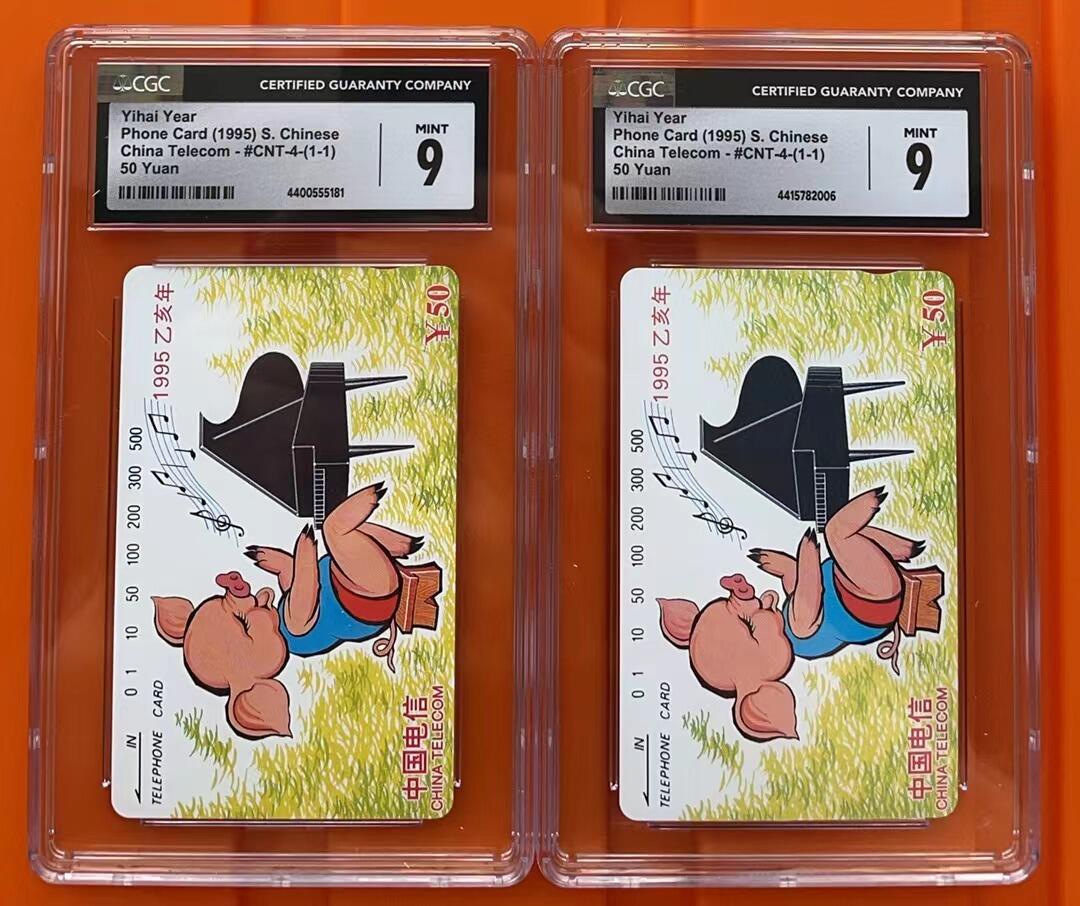 CGC CERTIFIED GUARANTY COMPANY
Yihai Year
Phone Card (1995) S. Chinese
China Telecom - #CNT-4-(1-1)
50 Yuan
MINT
9
4400555181
1995 乙亥年
¥50
0 1 10 50 100 200 300 500
IN
TELEPHONE CARD
中国电信
CHINA TELECOM
CGC CERTIFIED GUARANTY COMPANY
Yihai Year
Phone Card (1995) S. Chinese
China Telecom - #CNT-4-(1-1)
50 Yuan
MINT
9
4415782006
1995 乙亥年
¥50
0 1 10 50 100 200 300 500
IN
TELEPHONE CARD
中国电信
CHINA TELECOM